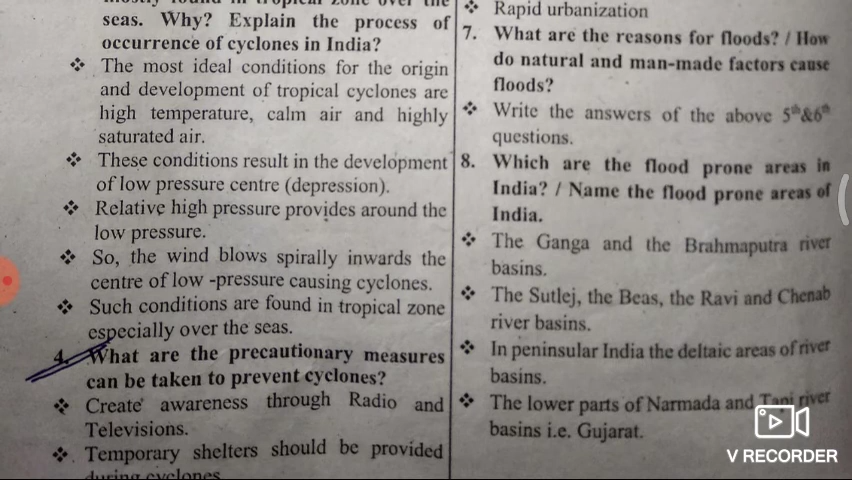 mostly found in tropical zone over the
seas. Why? Explain the process of
occurrence of cyclones in India?
❖ The most ideal conditions for the origin
and development of tropical cyclones are
high temperature, calm air and highly
saturated air.
❖ These conditions result in the development
of low pressure centre (depression).
❖ Relative high pressure provides around the
low pressure.
❖ So, the wind blows spirally inwards the
centre of low -pressure causing cyclones.
❖ Such conditions are found in tropical zone
especially over the seas.
4. What are the precautionary measures
can be taken to prevent cyclones?
❖ Create awareness through Radio and
Televisions.
❖ Temporary shelters should be provided
during cyclones
❖ Rapid urbanization
7. What are the reasons for floods? / How
do natural and man-made factors cause
floods?
❖ Write the answers of the above 5th&6th
questions.
8. Which are the flood prone areas in
India? / Name the flood prone areas of
India.
❖ The Ganga and the Brahmaputra river
basins.
❖ The Sutlej, the Beas, the Ravi and Chenab
river basins.
❖ In peninsular India the deltaic areas of river
basins.
❖ The lower parts of Narmada and Tapi river
basins i.e. Gujarat.
V RECORDER